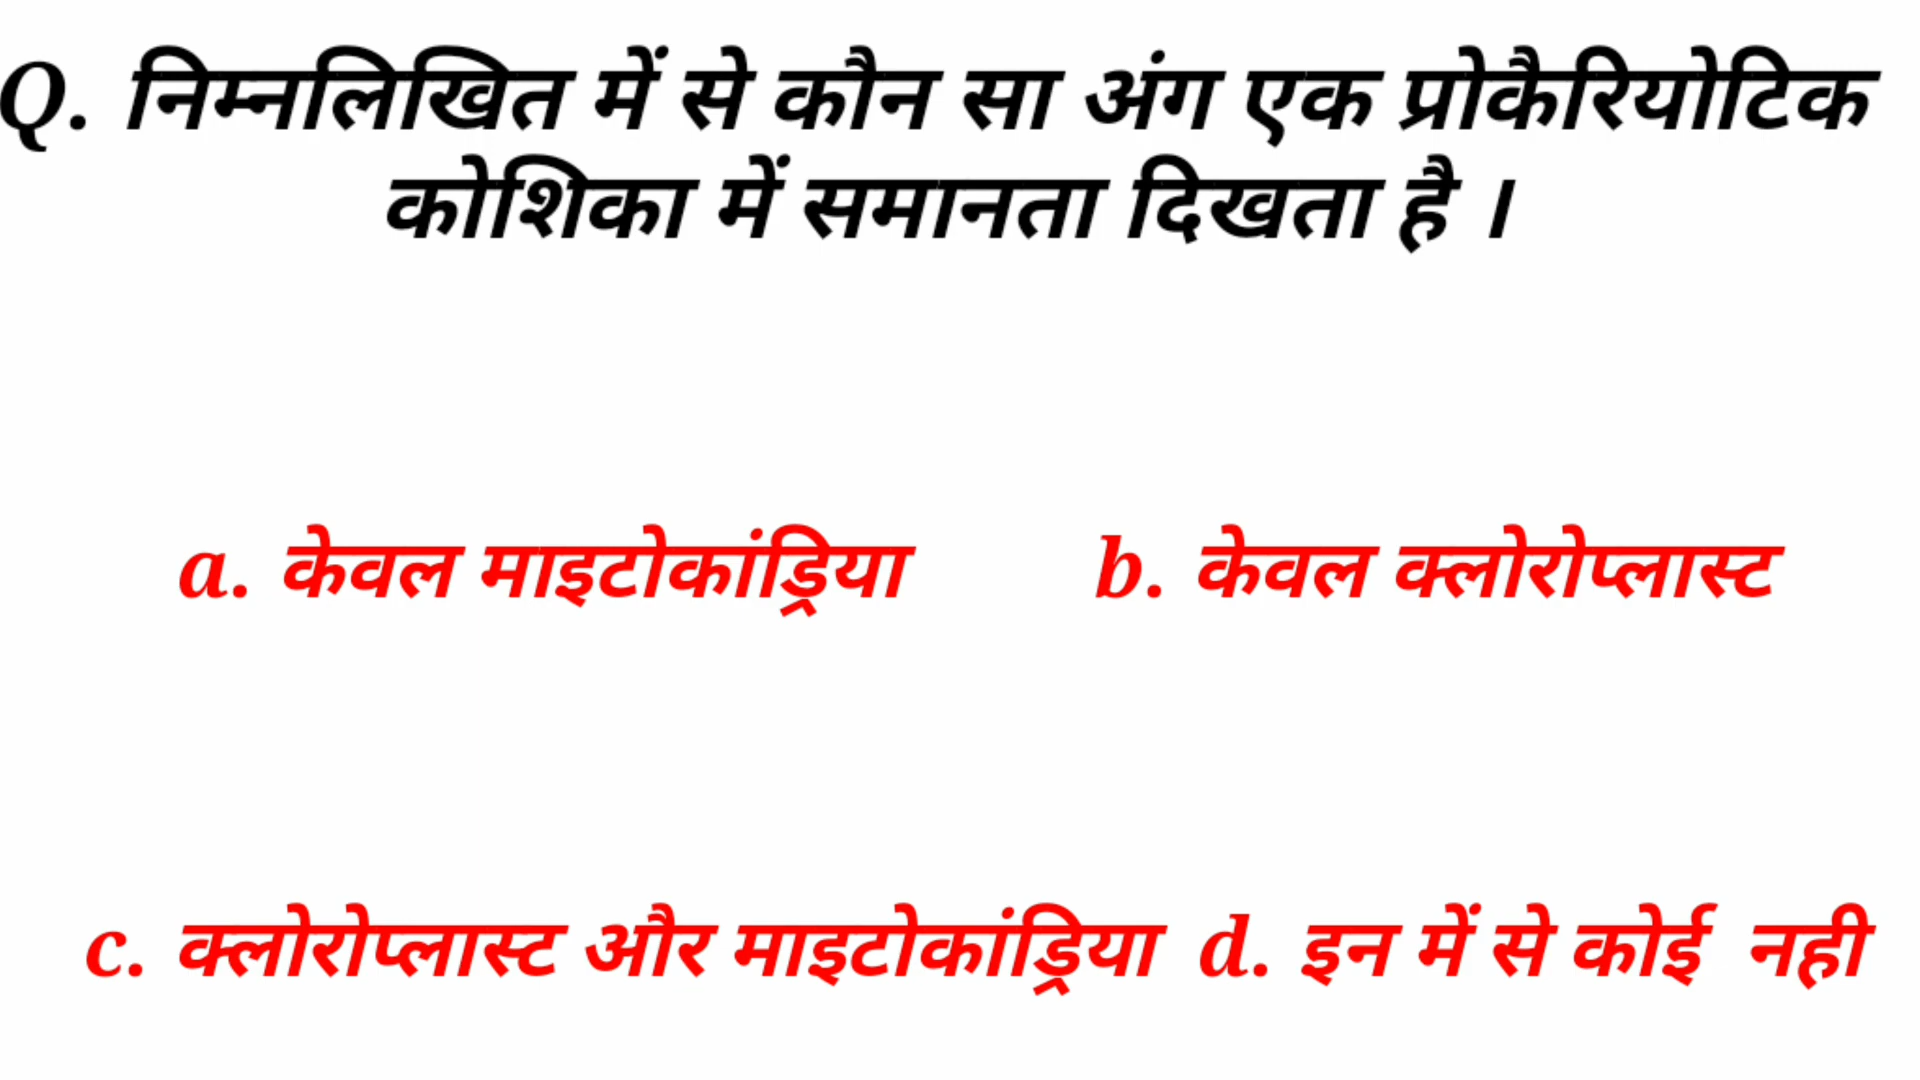 Q. निम्नलिखित में से कौन सा अंग एक प्रोकैरियोटिक
कोशिका में समानता दिखता है ।
a. केवल माइटोकांड्रिया b. केवल क्लोरोप्लास्ट
c. क्लोरोप्लास्ट और माइटोकांड्रिया d. इन में से कोई नही